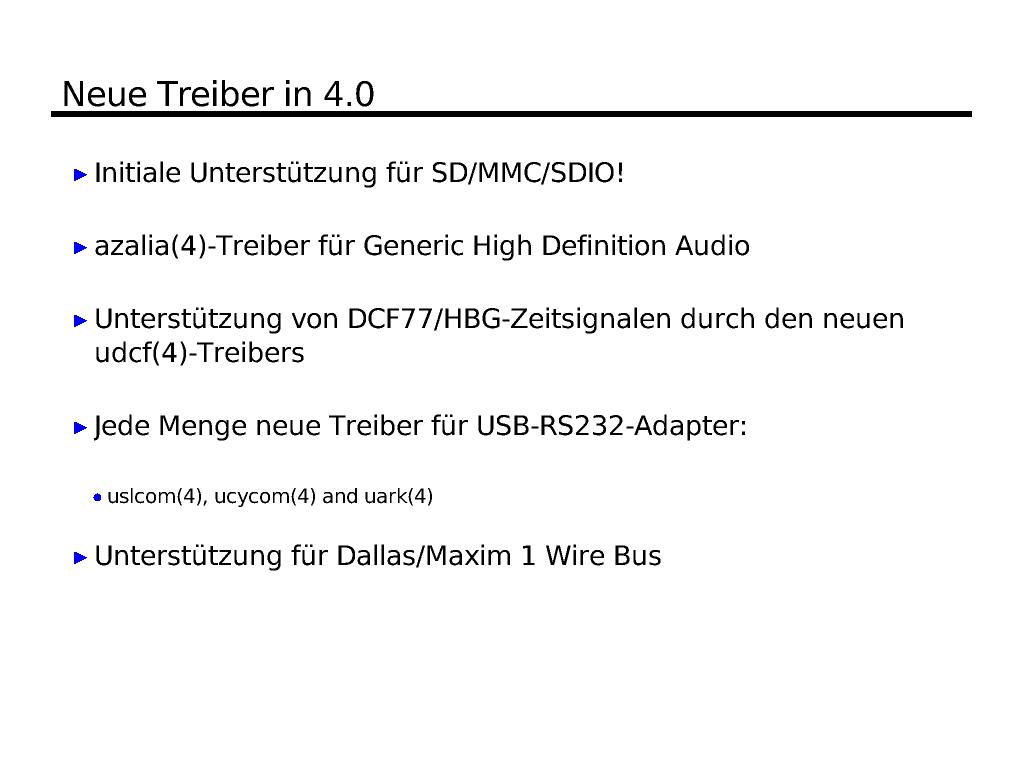 Neue Treiber in 4.0
Initiale Unterstützung für SD/MMC/SDIO!
azalia(4)-Treiber für Generic High Definition Audio
Unterstützung von DCF77/HBG-Zeitsignalen durch den neuen
udcf(4)-Treibers
Jede Menge neue Treiber für USB-RS232-Adapter:
uslcom(4), ucycom(4) and uark(4)
Unterstützung für Dallas/Maxim 1 Wire Bus